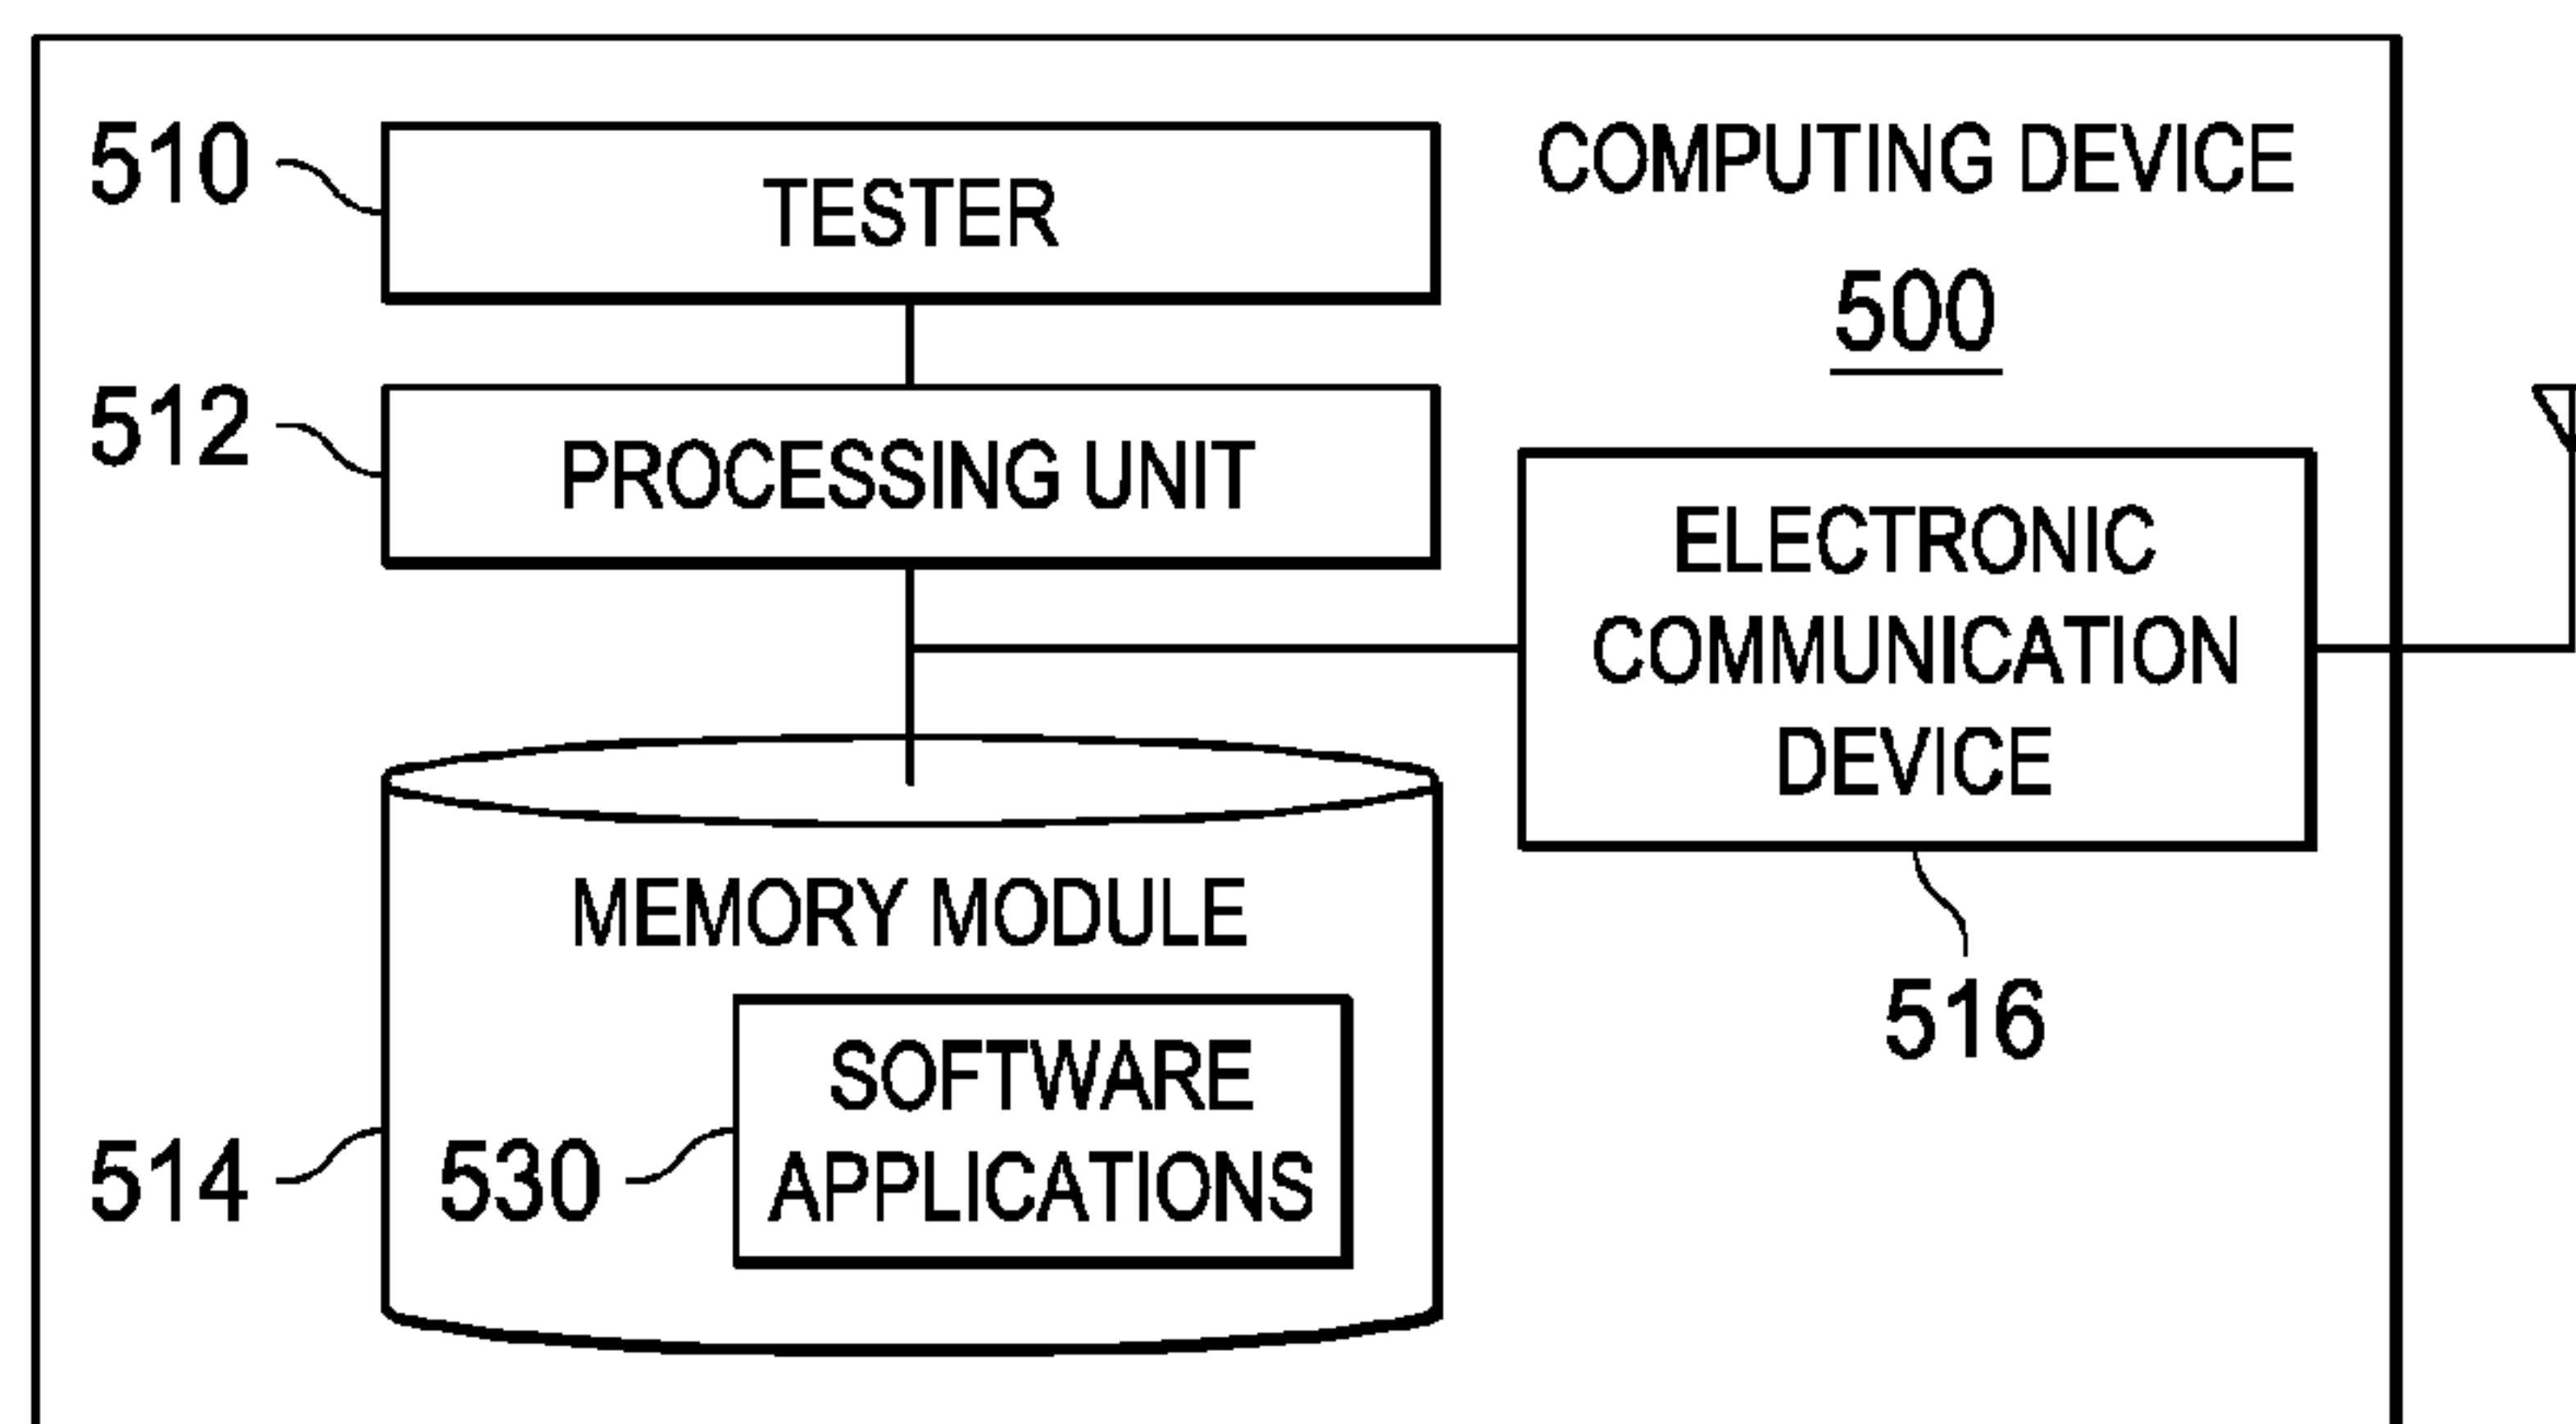 510
TESTER
COMPUTING DEVICE
500
512
PROCESSING UNIT
ELECTRONIC
COMMUNICATION
DEVICE
516
MEMORY MODULE
514
530
SOFTWARE
APPLICATIONS